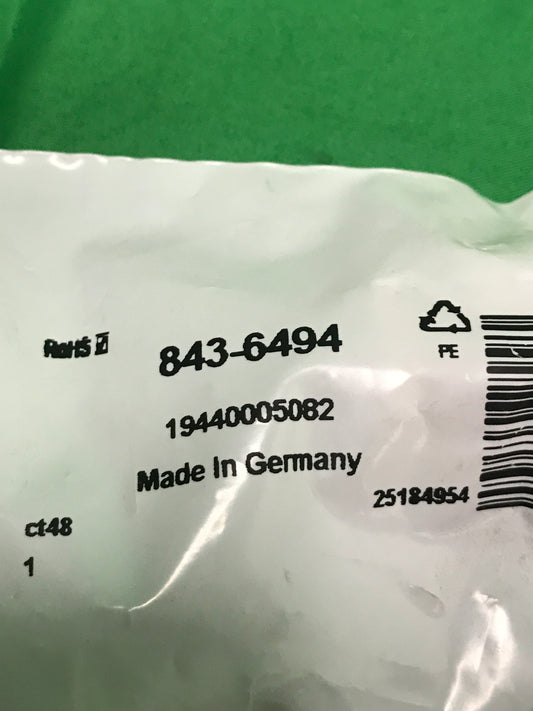 RoHS ☑
843-6494
PE
19440005082
Made In Germany
25184954
ct48
1